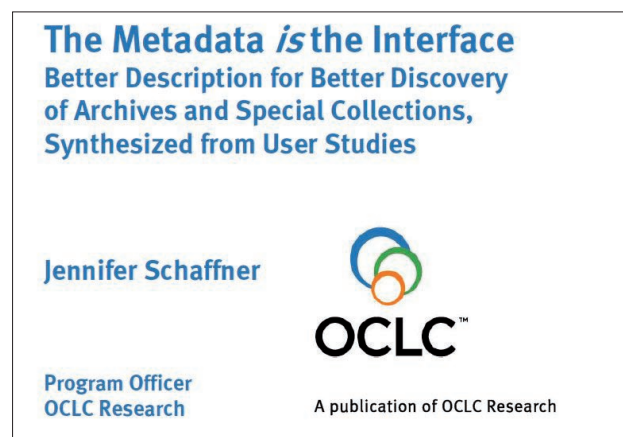 The Metadata is the Interface
Better Description for Better Discovery
of Archives and Special Collections,
Synthesized from User Studies
Jennifer Schaffner
OCLC™
Program Officer
OCLC Research
A publication of OCLC Research